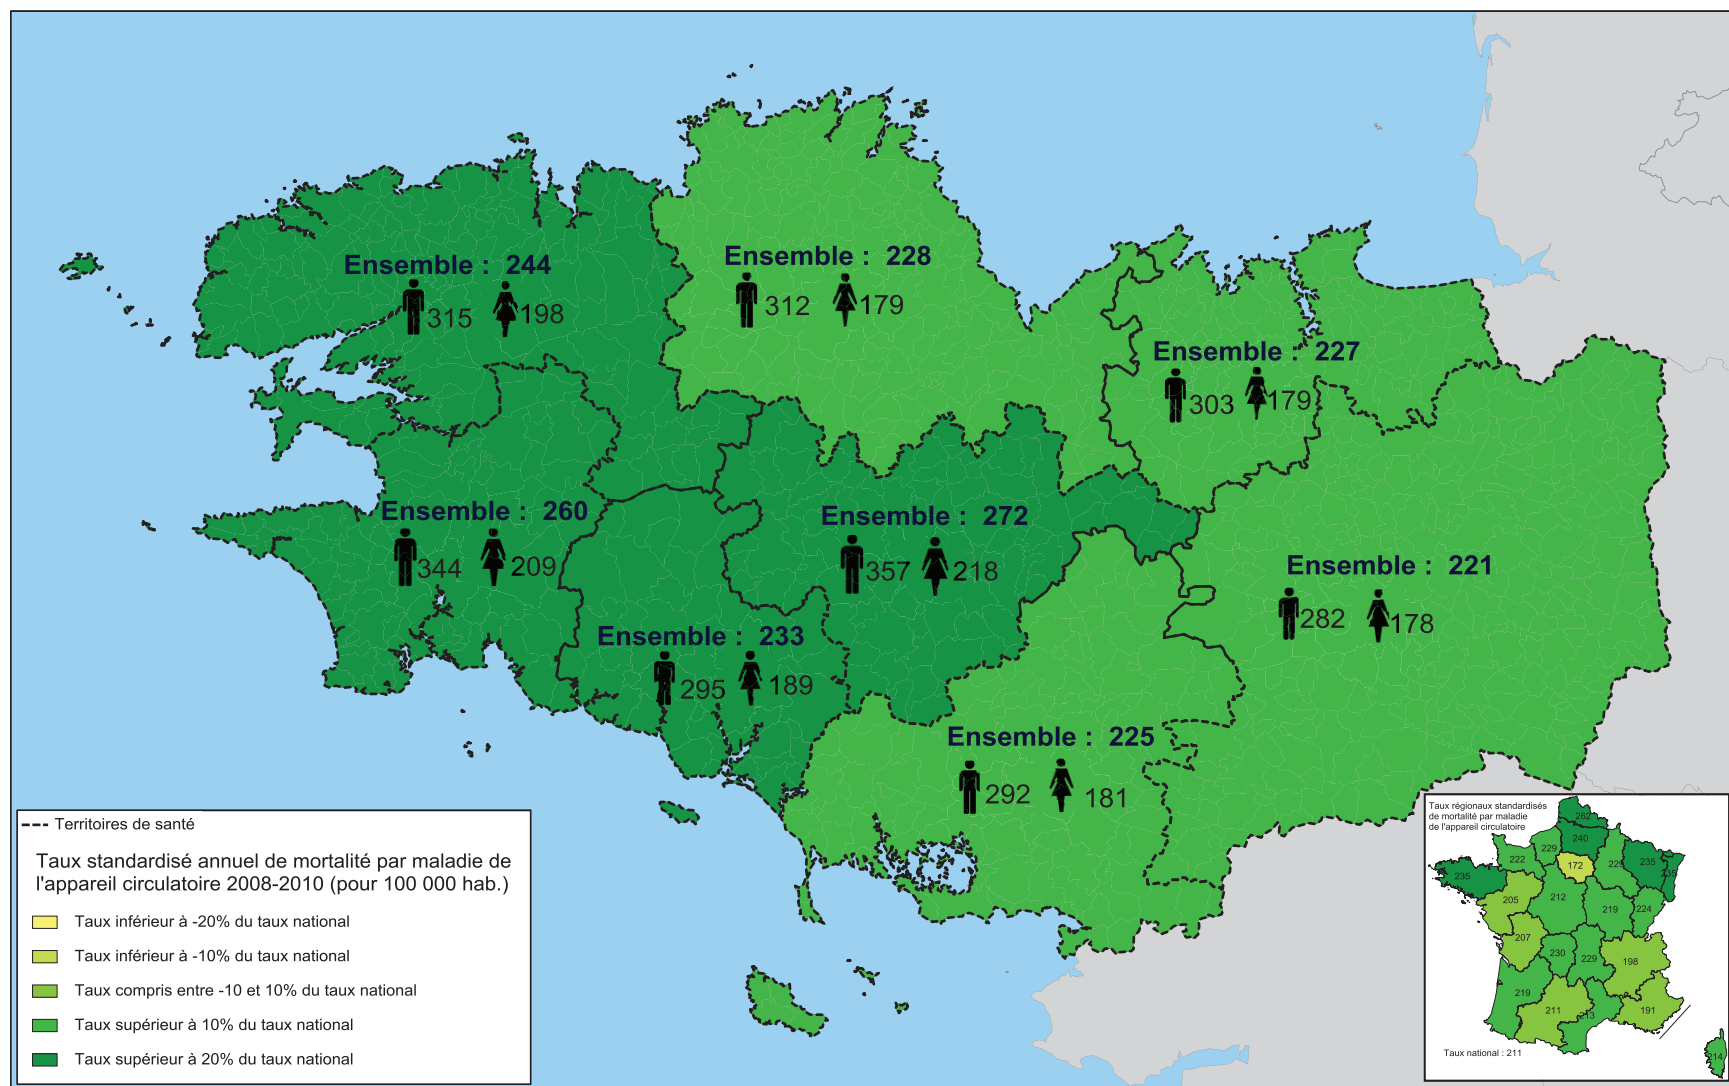 Ensemble : 244
315
198
Ensemble : 228
312
179
Ensemble : 227
303
179
Ensemble : 260
344
209
Ensemble : 272
357
218
Ensemble : 221
282
178
Ensemble : 233
295
189
Ensemble : 225
292
181
Territoires de santé
Taux standardisé annuel de mortalité par maladie de
l'appareil circulatoire 2008-2010 (pour 100 000 hab.)
Taux inférieur à -20% du taux national
Taux inférieur à -10% du taux national
Taux compris entre -10 et 10% du taux national
Taux supérieur à 10% du taux national
Taux supérieur à 20% du taux national
Taux régionaux standardisés
de mortalité par maladie
de l'appareil circulatoire
262
240
229
222
172
235
235
235
205
212
219
224
207
230
229
198
219
211
213
191
214
Taux national : 211